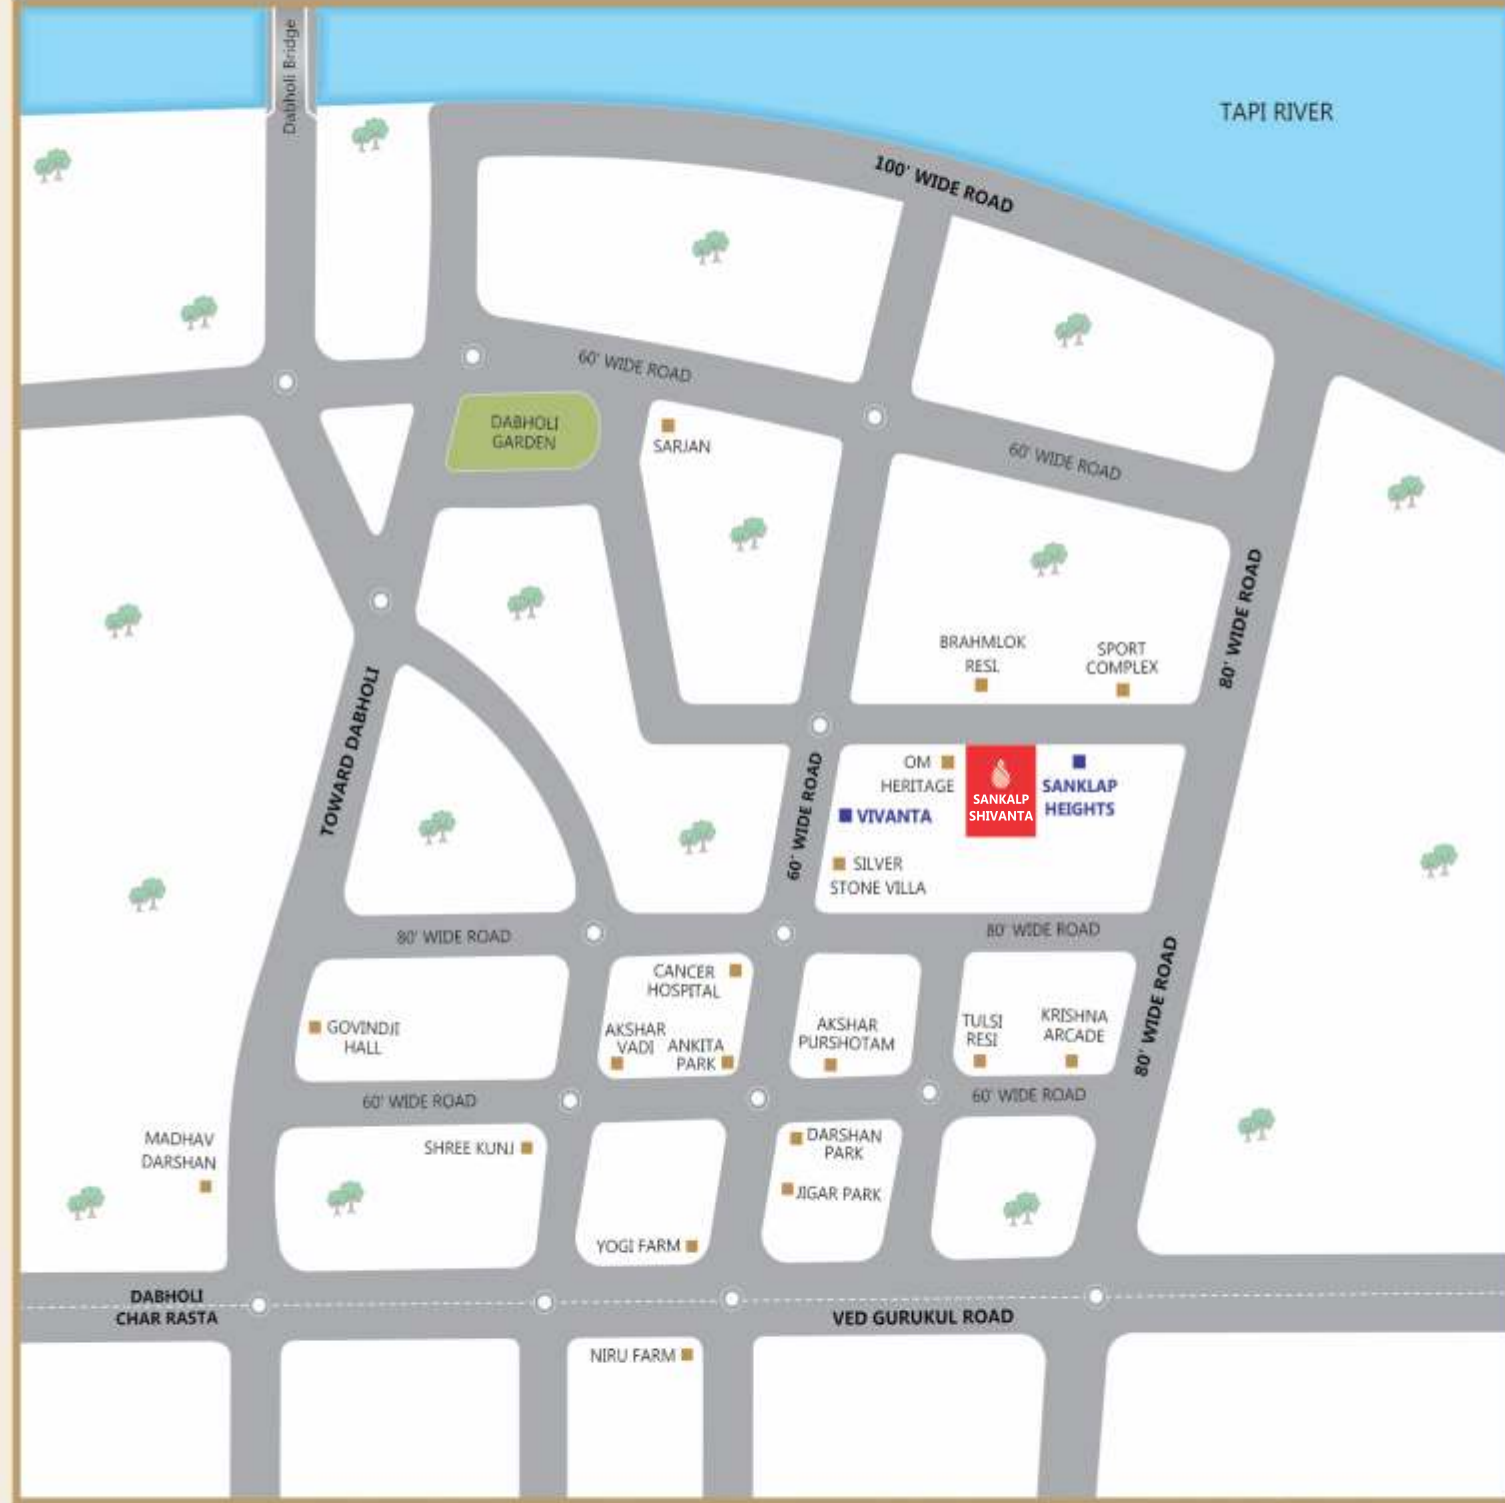 Dabholi Bridge
TAPI RIVER
100' WIDE ROAD
60' WIDE ROAD
DABHOLI
GARDEN
SARJAN
60' WIDE ROAD
80' WIDE ROAD
BRAHMLOK
RESI.
SPORT
COMPLEX
TOWARD DABHOLI
60' WIDE ROAD
OM
HERITAGE
SANKALP
SHIVANTA
SANKLAP
HEIGHTS
VIVANTA
SILVER
STONE VILLA
80' WIDE ROAD
80' WIDE ROAD
80' WIDE ROAD
CANCER
HOSPITAL
GOVINDJI
HALL
AKSHAR
VADI
ANKITA
PARK
AKSHAR
PURSHOTAM
TULSI
RESI
KRISHNA
ARCADE
60' WIDE ROAD
60' WIDE ROAD
MADHAV
DARSHAN
SHREE KUNJ
DARSHAN
PARK
JIGAR PARK
YOGI FARM
DABHOLI
CHAR RASTA
VED GURUKUL ROAD
NIRU FARM